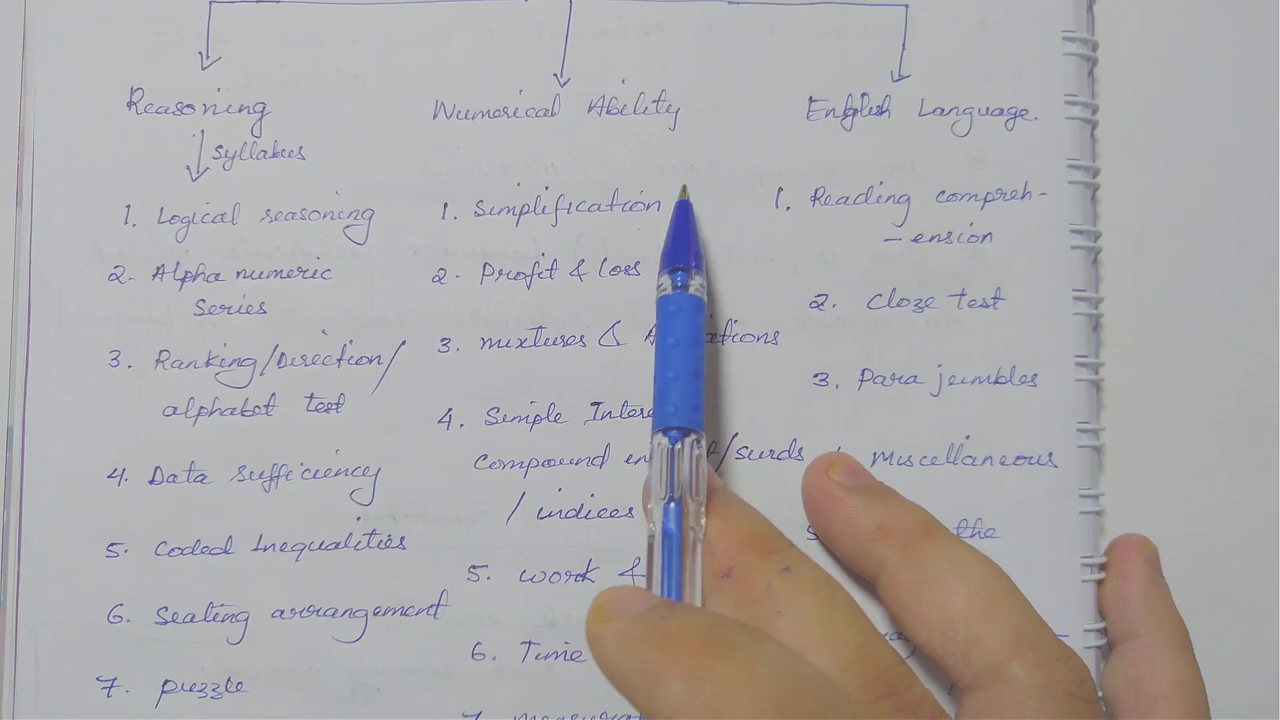 Reasoning
Syllabus
1. Logical reasoning
2. Alpha numeric
series
3. Ranking/Direction/
alphabet test
4. Data sufficiency
5. Coded Inequalities
6. Seating arrangement
7. puzzle
Numerical Ability
1. Simplification
2. Profit & loss
3. mixtures &
4. Simple
compound /surds
/ indices
5. work &
6. Time
English Language.
1. Reading compreh-
- ension
2. Cloze test
3. Para jumbles
Miscellaneous
5 the